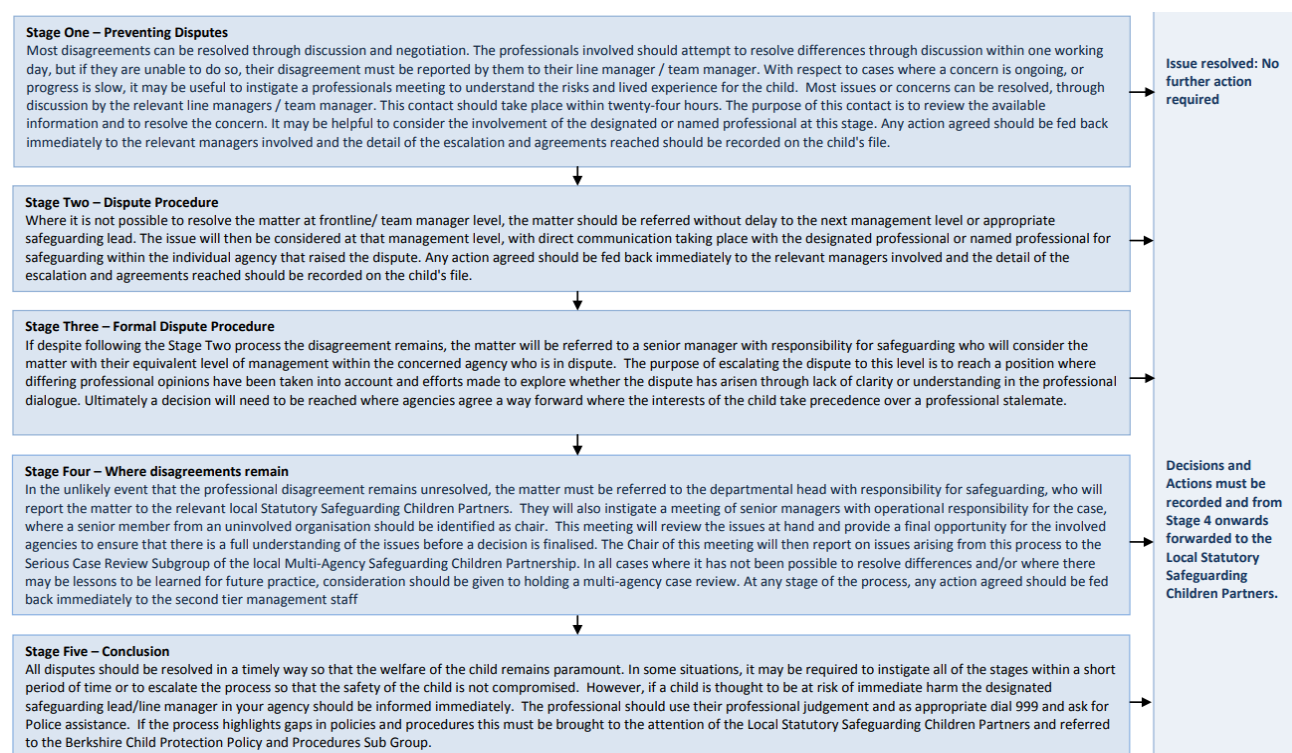 Stage One – Preventing Disputes
Most disagreements can be resolved through discussion and negotiation. The professionals involved should attempt to resolve differences through discussion within one working
day, but if they are unable to do so, their disagreement must be reported by them to their line manager / team manager. With respect to cases where a concern is ongoing, or
progress is slow, it may be useful to instigate a professionals meeting to understand the risks and lived experience for the child.  Most issues or concerns can be resolved, through
discussion by the relevant line managers / team manager. This contact should take place within twenty-four hours. The purpose of this contact is to review the available
information and to resolve the concern. It may be helpful to consider the involvement of the designated or named professional at this stage. Any action agreed should be fed back
immediately to the relevant managers involved and the detail of the escalation and agreements reached should be recorded on the child's file.
Issue resolved: No
further action
required
Stage Two – Dispute Procedure
Where it is not possible to resolve the matter at frontline/ team manager level, the matter should be referred without delay to the next management level or appropriate
safeguarding lead. The issue will then be considered at that management level, with direct communication taking place with the designated professional or named professional for
safeguarding within the individual agency that raised the dispute. Any action agreed should be fed back immediately to the relevant managers involved and the detail of the
escalation and agreements reached should be recorded on the child's file.
Stage Three – Formal Dispute Procedure
If despite following the Stage Two process the disagreement remains, the matter will be referred to a senior manager with responsibility for safeguarding who will consider the
matter with their equivalent level of management within the concerned agency who is in dispute.  The purpose of escalating the dispute to this level is to reach a position where
differing professional opinions have been taken into account and efforts made to explore whether the dispute has arisen through lack of clarity or understanding in the professional
dialogue. Ultimately a decision will need to be reached where agencies agree a way forward where the interests of the child take precedence over a professional stalemate.
Stage Four – Where disagreements remain
In the unlikely event that the professional disagreement remains unresolved, the matter must be referred to the departmental head with responsibility for safeguarding, who will
report the matter to the relevant local Statutory Safeguarding Children Partners.  They will also instigate a meeting of senior managers with operational responsibility for the case,
where a senior member from an uninvolved organisation should be identified as chair.  This meeting will review the issues at hand and provide a final opportunity for the involved
agencies to ensure that there is a full understanding of the issues before a decision is finalised. The Chair of this meeting will then report on issues arising from this process to the
Serious Case Review Subgroup of the local Multi-Agency Safeguarding Children Partnership. In all cases where it has not been possible to resolve differences and/or where there
may be lessons to be learned for future practice, consideration should be given to holding a multi-agency case review. At any stage of the process, any action agreed should be fed
back immediately to the second tier management staff
Decisions and
Actions must be
recorded and from
Stage 4 onwards
forwarded to the
Local Statutory
Safeguarding
Children Partners.
Stage Five – Conclusion
All disputes should be resolved in a timely way so that the welfare of the child remains paramount. In some situations, it may be required to instigate all of the stages within a short
period of time or to escalate the process so that the safety of the child is not compromised.  However, if a child is thought to be at risk of immediate harm the designated
safeguarding lead/line manager in your agency should be informed immediately.  The professional should use their professional judgement and as appropriate dial 999 and ask for
Police assistance.  If the process highlights gaps in policies and procedures this must be brought to the attention of the Local Statutory Safeguarding Children Partners and referred
to the Berkshire Child Protection Policy and Procedures Sub Group.